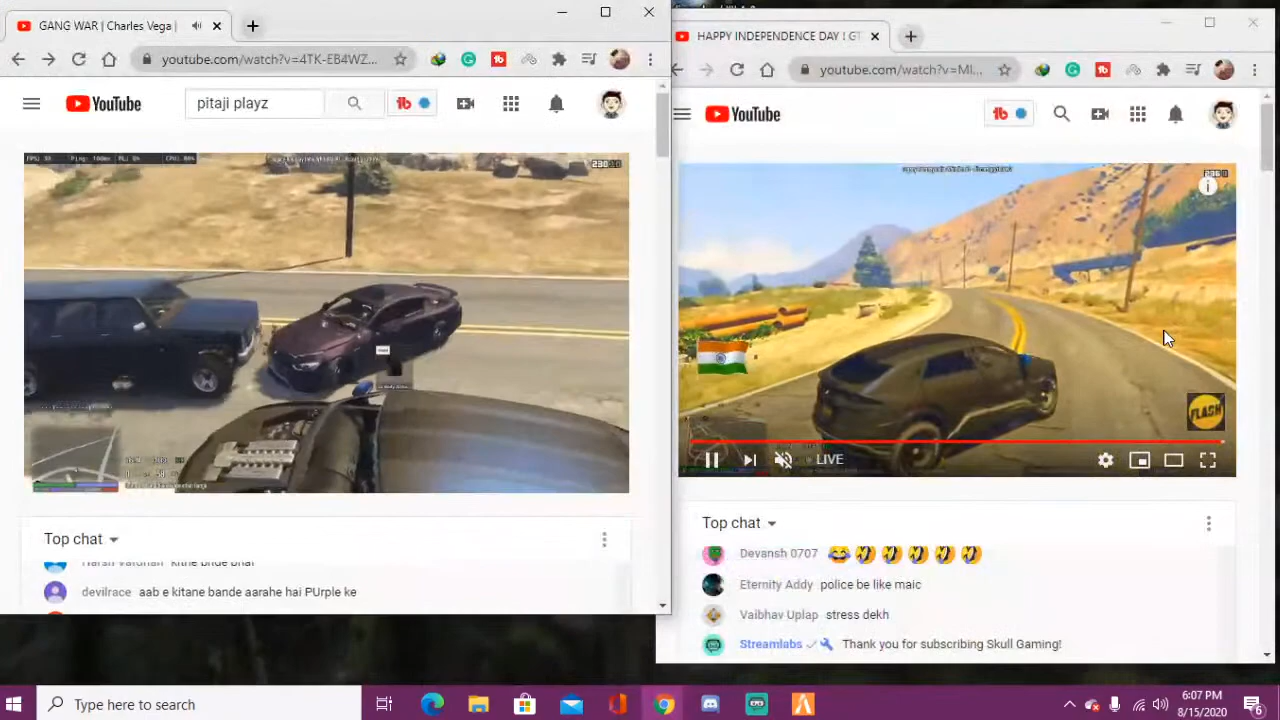 GANG WAR | Charles Vega |
youtube.com/watch?v=4TK-EB4WZ...
YouTube
pitaji playz
Top chat
Harsh Vardhan
devilrace aab e kitane bande aarahe hai PUrple ke
HAPPY INDEPENDENCE DAY I GT
youtube.com/watch?v=MI...
YouTube
FLASH
LIVE
Top chat
Devansh 0707 😂 🤣 🤣 🤣 🤣 🤣
Eternity Addy police be like maic
Vaibhav Uplap stress dekh
Streamlabs Thank you for subscribing Skull Gaming!
Type here to search
6:07 PM
8/15/2020
6